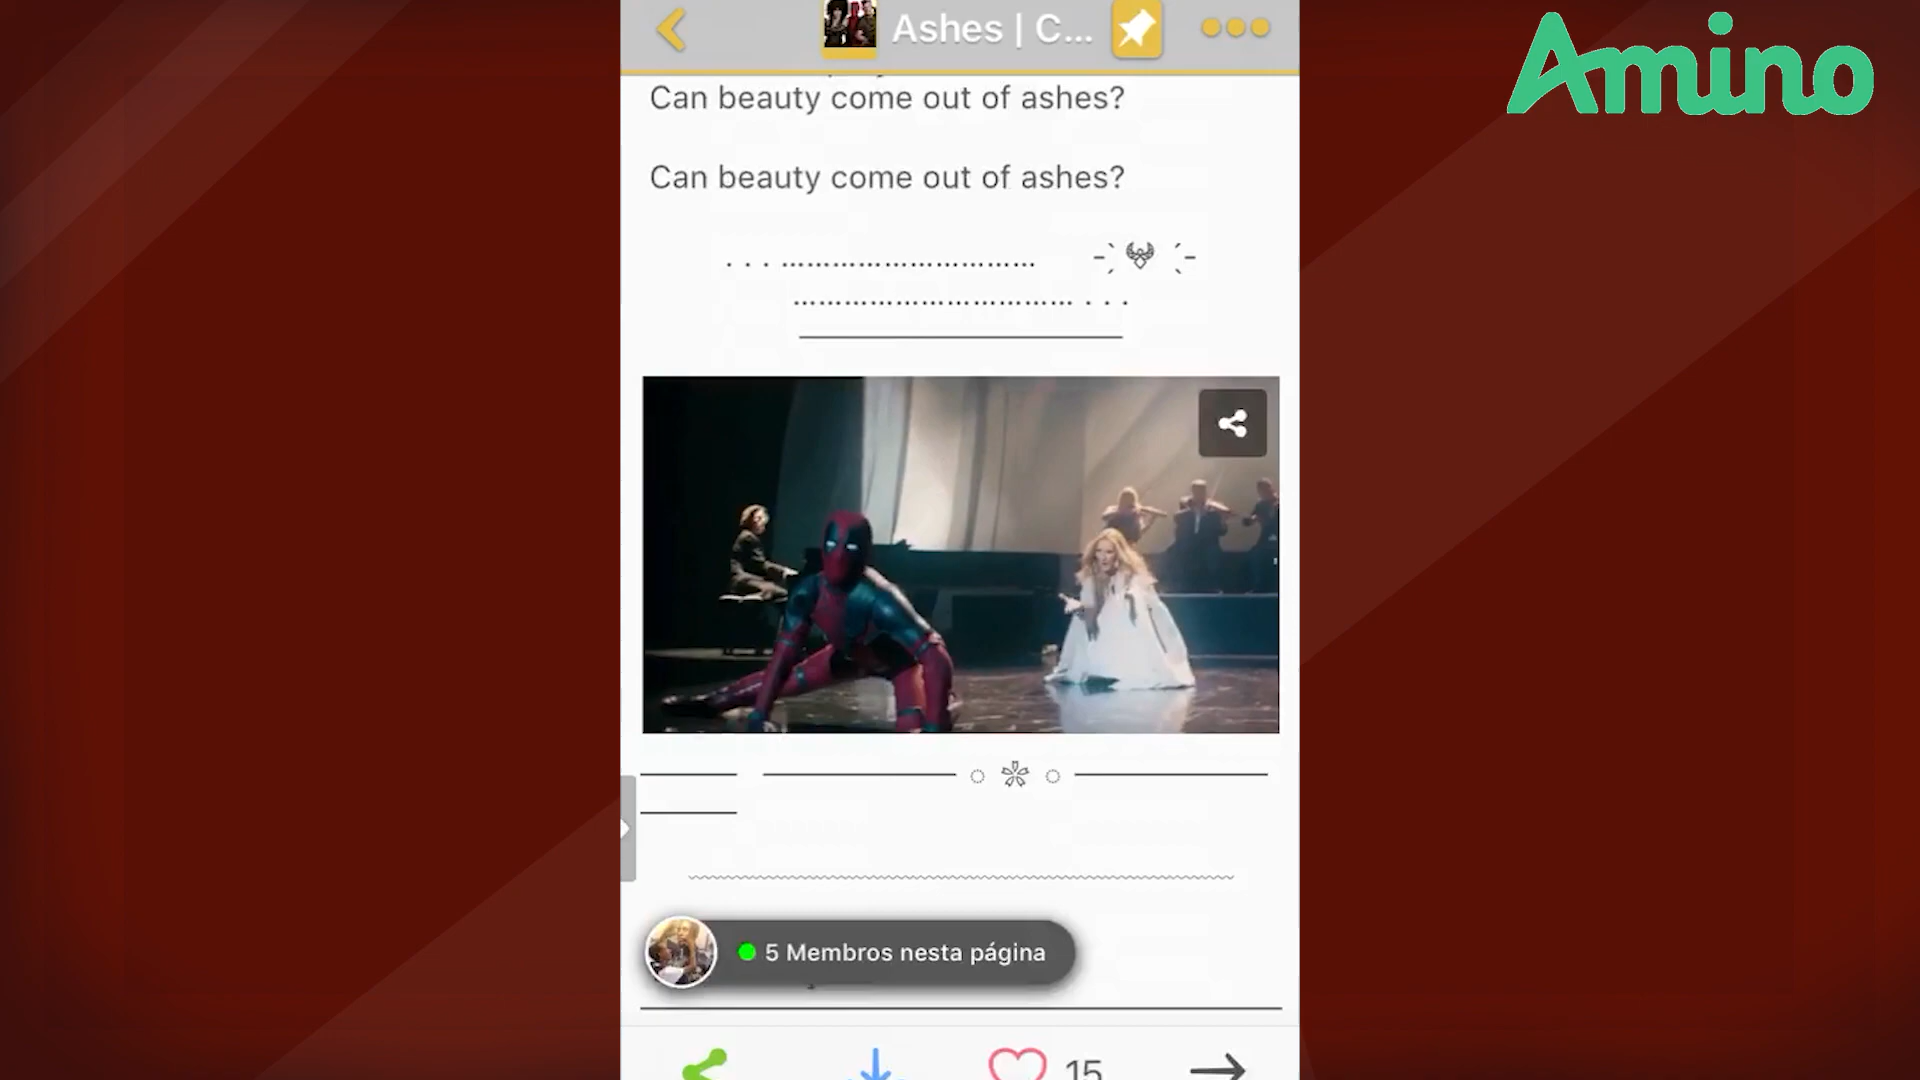 Ashes | C...
Amino
Can beauty come out of ashes?
Can beauty come out of ashes?
5 Membros nesta página
15